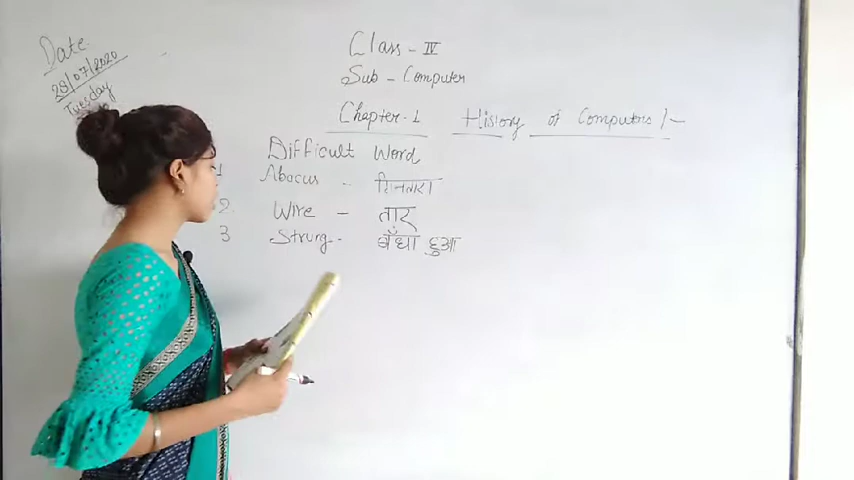 Date
28/07/2020
Tuesday
Class - IV
Sub - Computer
Chapter-1 History of Computers :-
Difficult Word
1 Abacus - गिनतारा
2 Wire - तार
3 Strung - बँधा हुआ